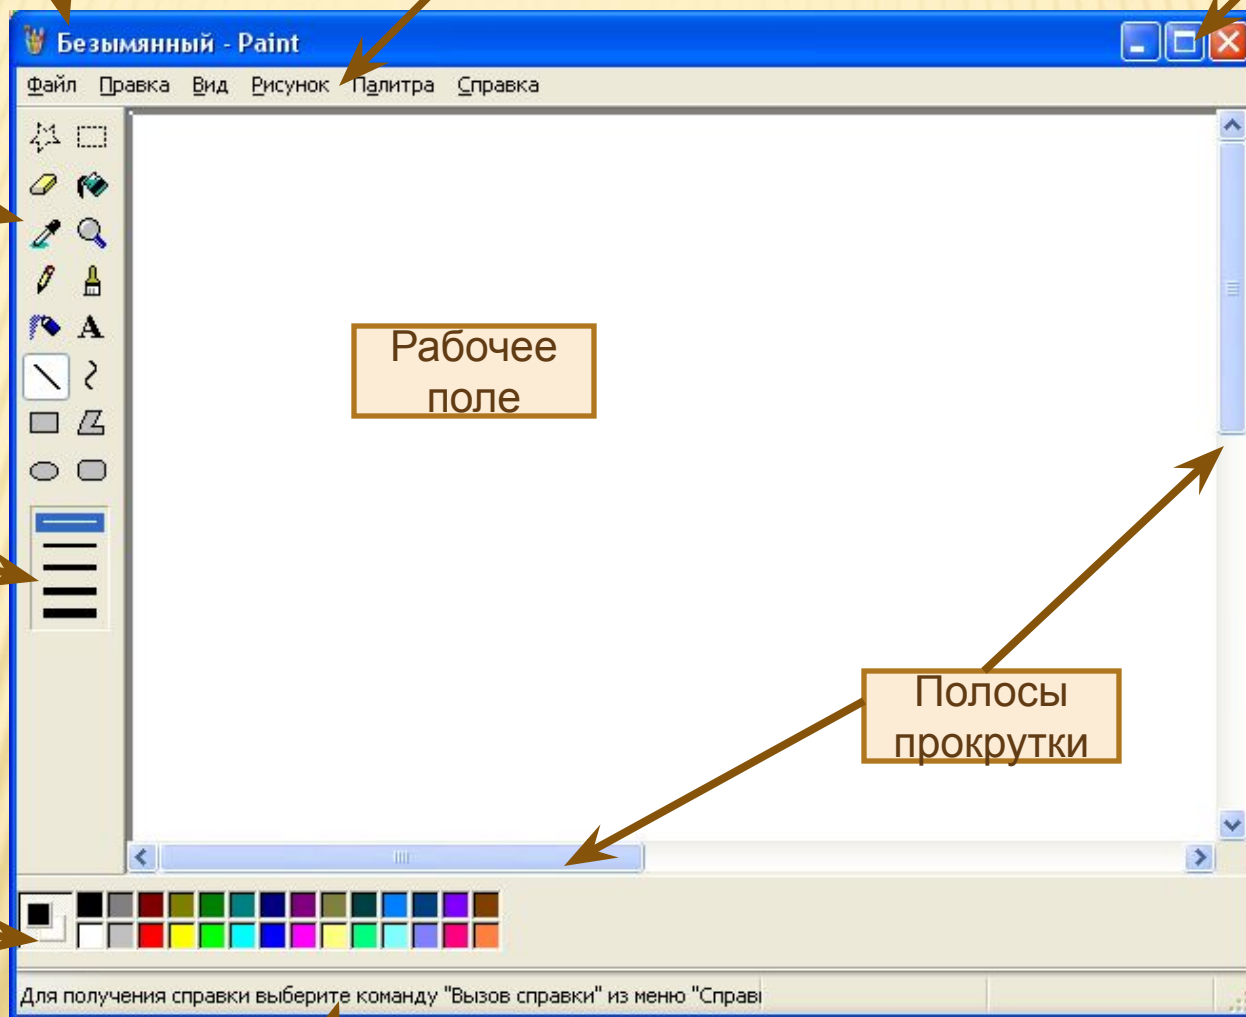 Безымянный - Paint
Файл Правка Вид Рисунок Палитра Справка
A
Рабочее
поле
Полосы
прокрутки
Для получения справки выберите команду "Вызов справки" из меню "Справ